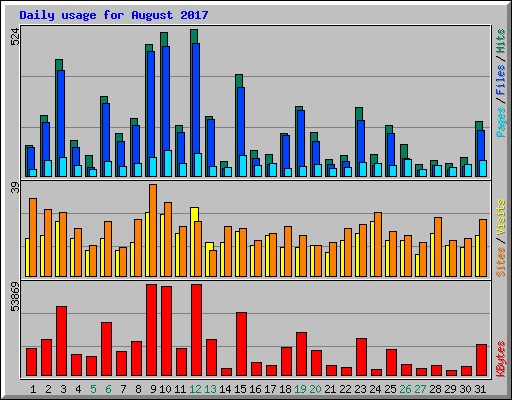 Daily usage for August 2017
524
Pages / Files / Hits
39
Sites / Visits
53869
KBytes
1 2 3 4 5 6 7 8 9 10 11 12 13 14 15 16 17 18 19 20 21 22 23 24 25 26 27 28 29 30 31